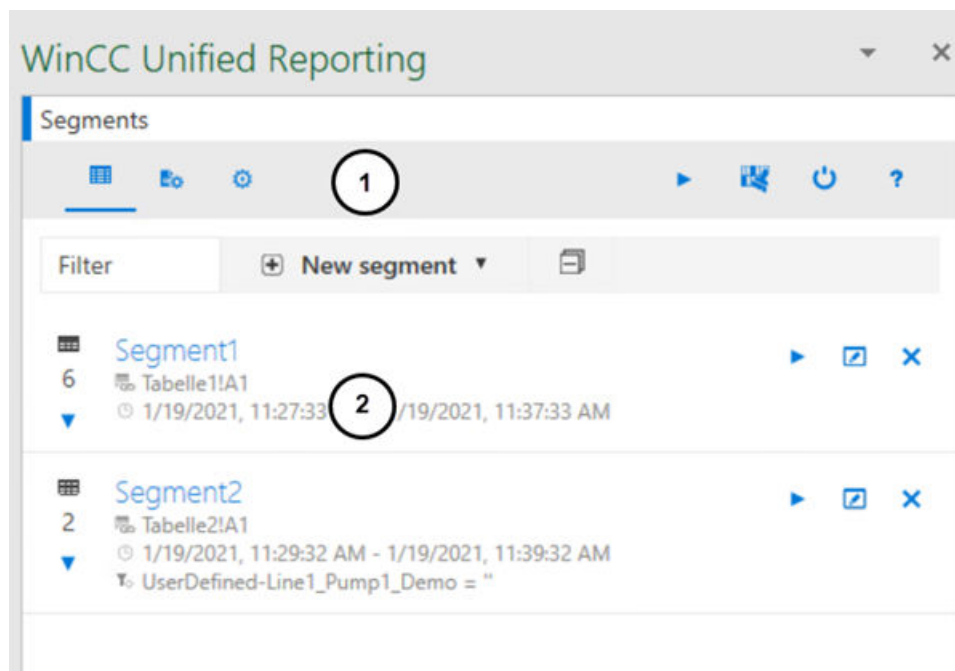 WinCC Unified Reporting
Segments
1
?
Filter
New segment
Segment1
6
Tabelle1!A1
1/19/2021, 11:27:33 2 /19/2021, 11:37:33 AM
Segment2
2
Tabelle2!A1
1/19/2021, 11:29:32 AM - 1/19/2021, 11:39:32 AM
UserDefined-Line1_Pump1_Demo = ''